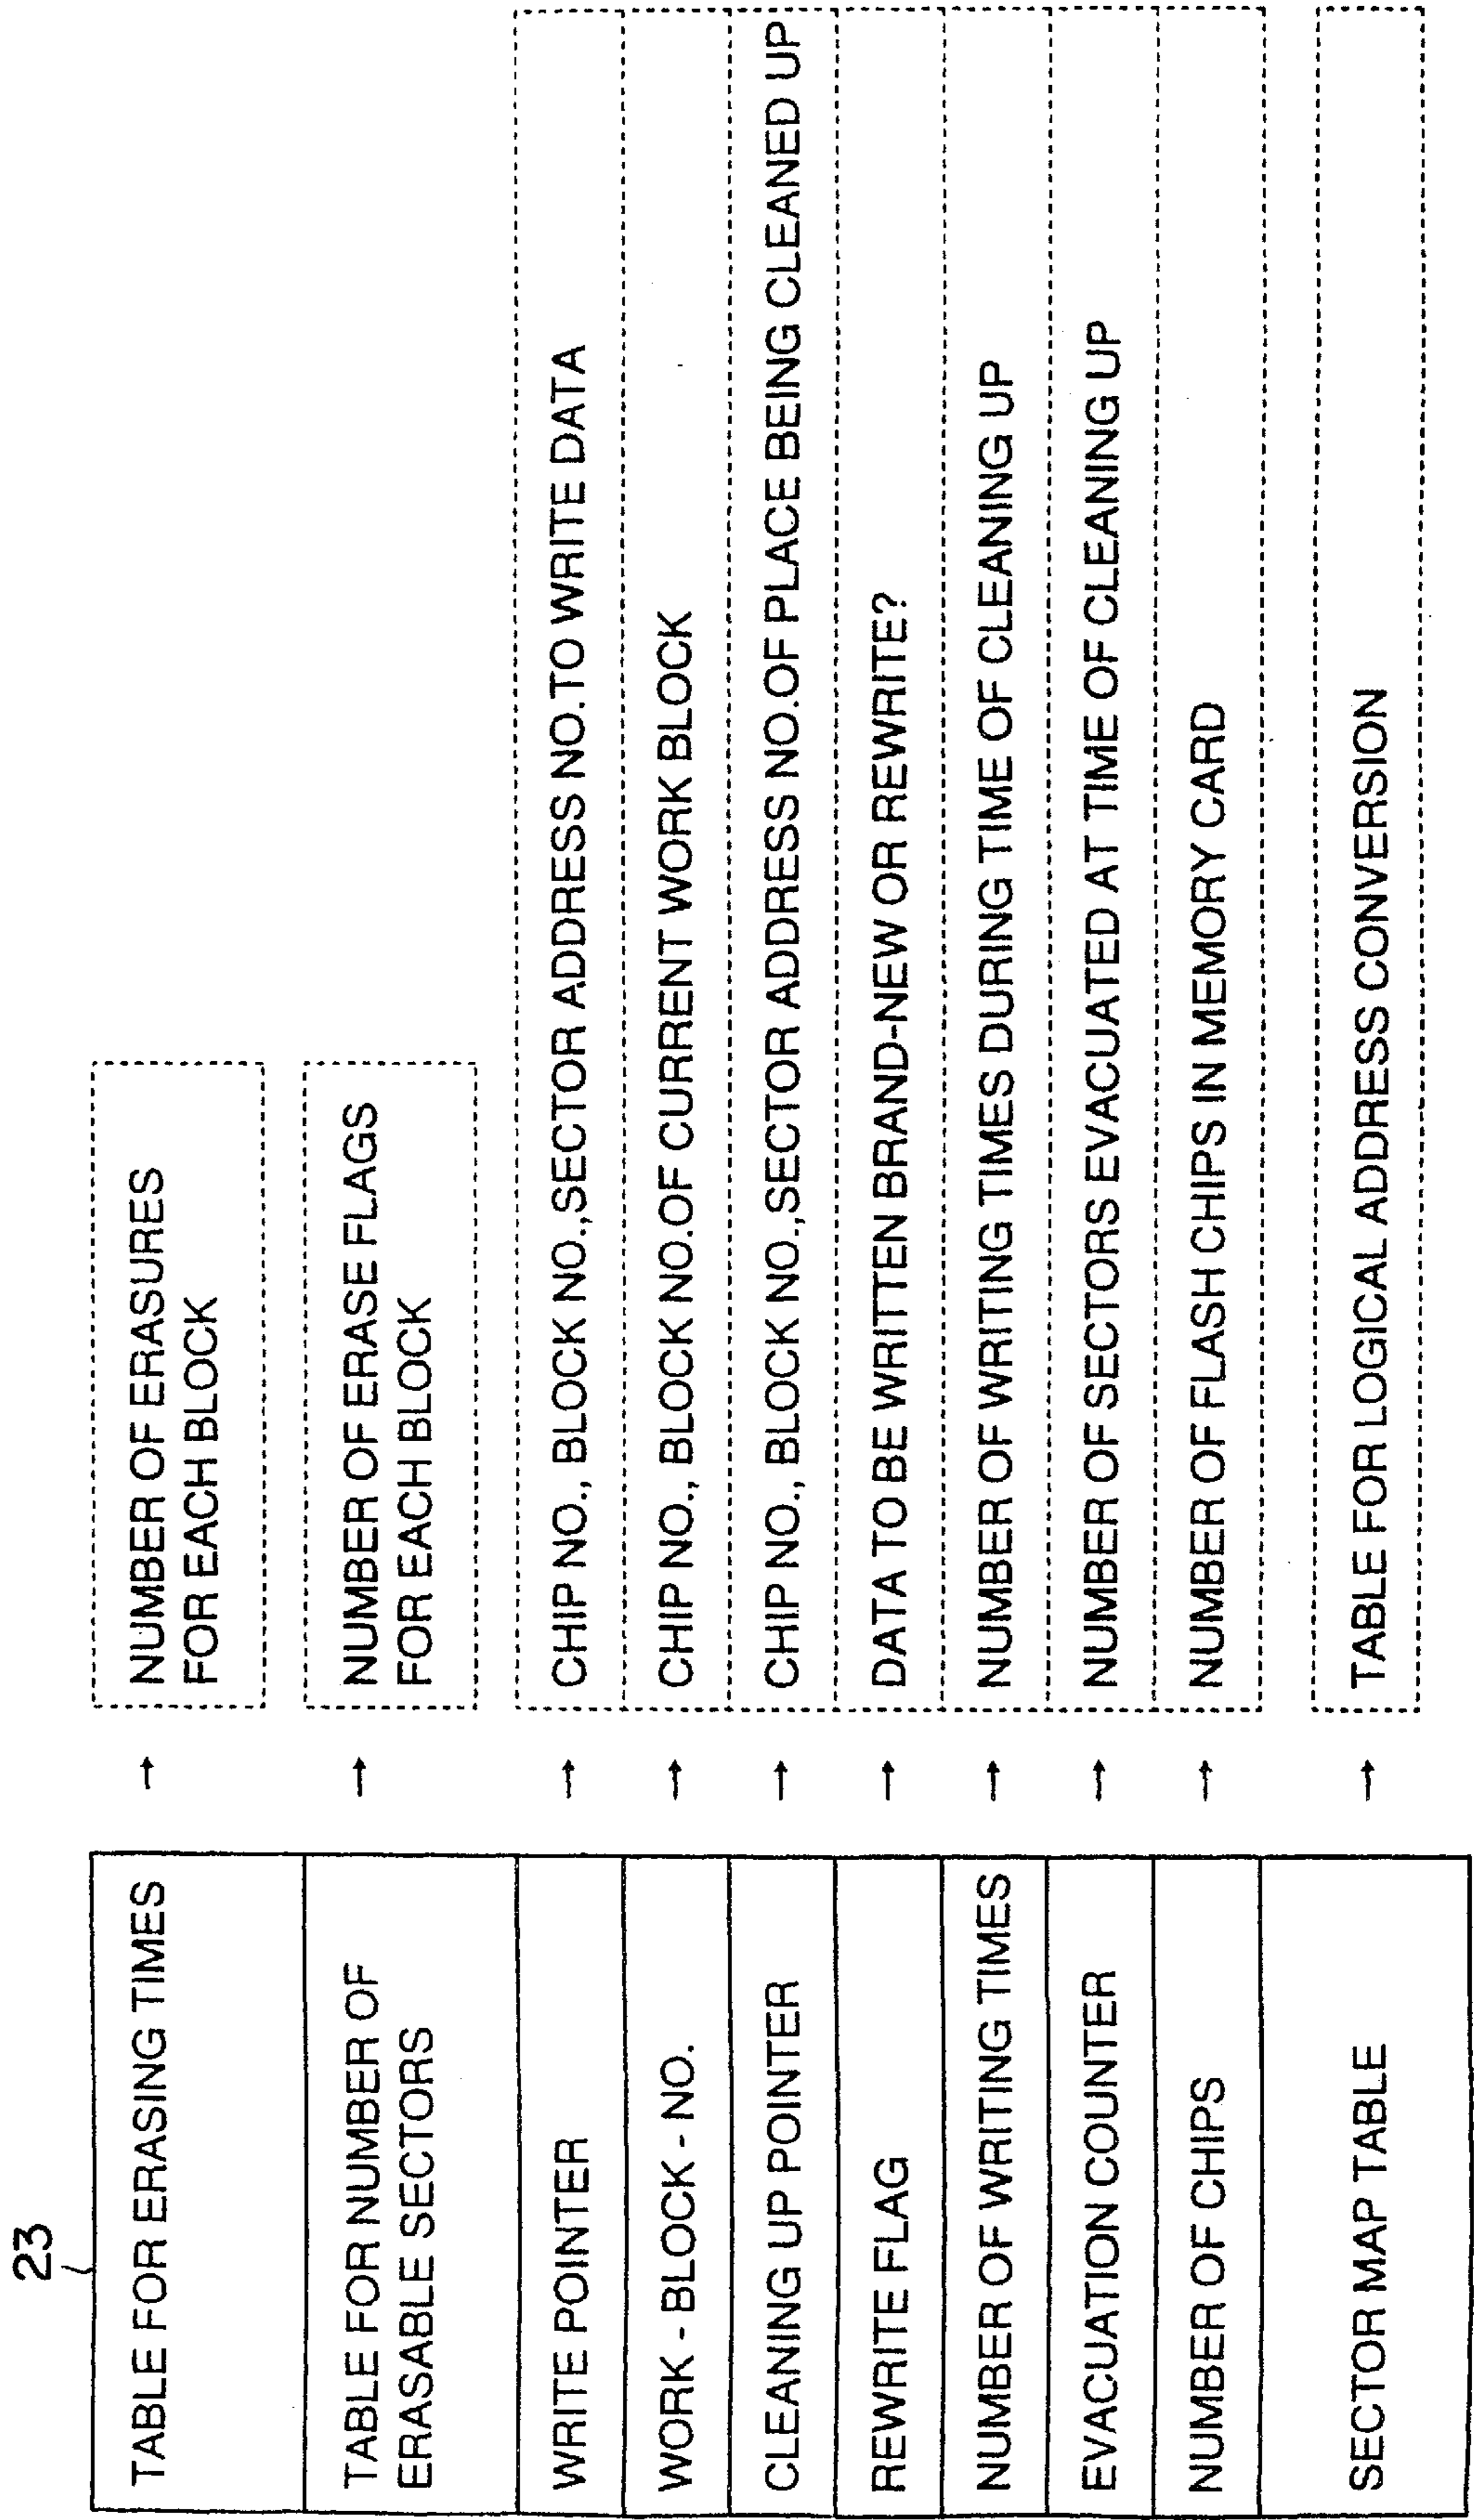 23
TABLE FOR ERASING TIMES → NUMBER OF ERASURES
FOR EACH BLOCK
TABLE FOR NUMBER OF
ERASABLE SECTORS → NUMBER OF ERASE FLAGS
FOR EACH BLOCK
WRITE POINTER → CHIP NO., BLOCK NO.,SECTOR ADDRESS NO.TO WRITE DATA
WORK - BLOCK - NO. → CHIP NO., BLOCK NO.OF CURRENT WORK BLOCK
CLEANING UP POINTER → CHIP NO., BLOCK NO.,SECTOR ADDRESS NO.OF PLACE BEING CLEANED UP
REWRITE FLAG → DATA TO BE WRITTEN BRAND-NEW OR REWRITE?
NUMBER OF WRITING TIMES → NUMBER OF WRITING TIMES DURING TIME OF CLEANING UP
EVACUATION COUNTER → NUMBER OF SECTORS EVACUATED AT TIME OF CLEANING UP
NUMBER OF CHIPS → NUMBER OF FLASH CHIPS IN MEMORY CARD
SECTOR MAP TABLE → TABLE FOR LOGICAL ADDRESS CONVERSION